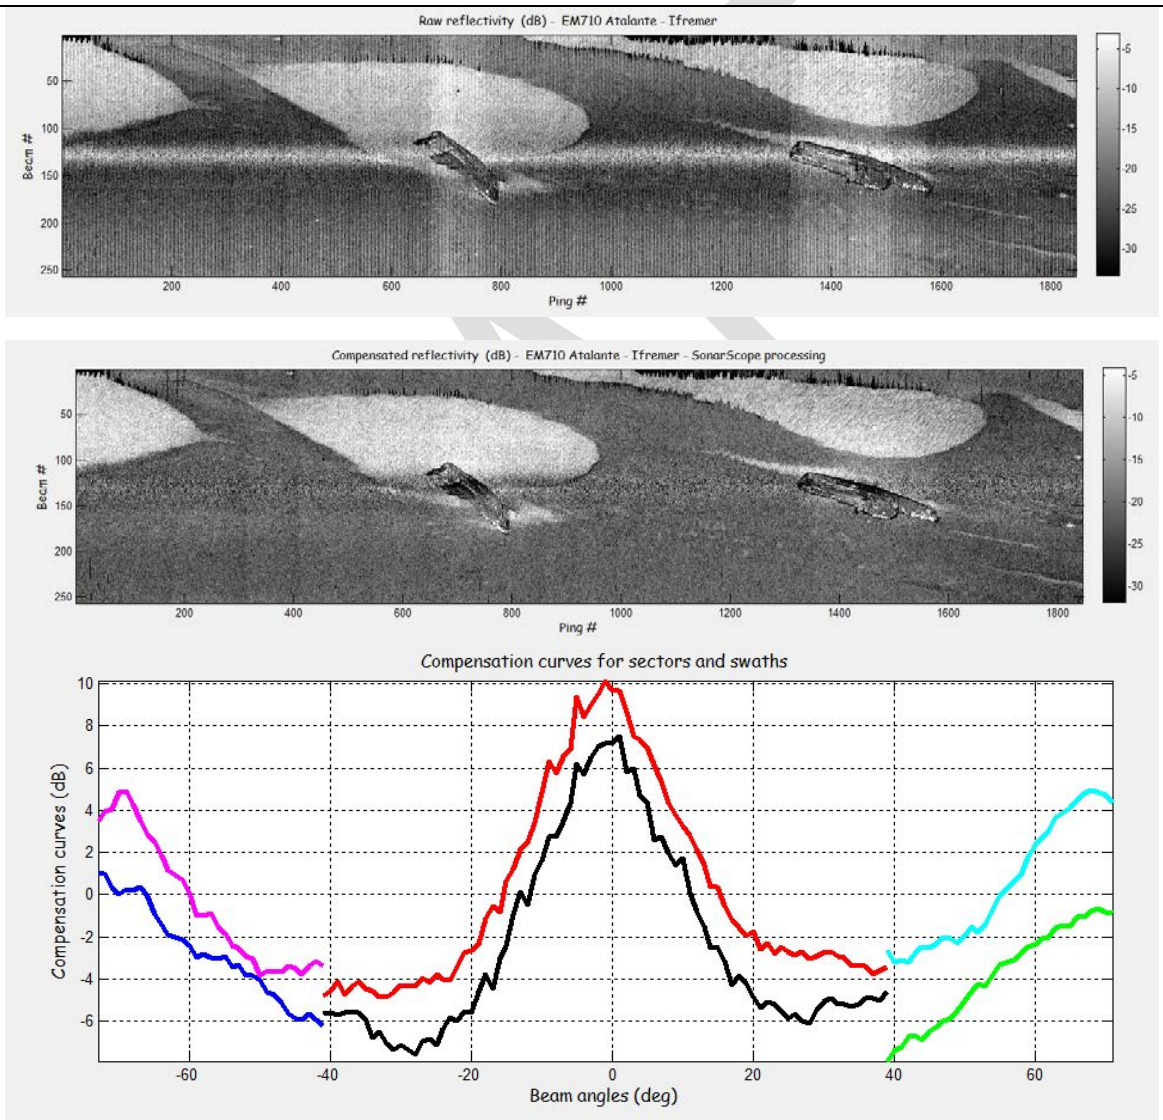 Raw reflectivity (dB) - EM710 Atalante - Ifremer
-5
50
-10
100
Beam #
-15
150
-20
200
-25
250
-30
200 400 600 800 1000 1200 1400 1600 1800
Ping #
Compensated reflectivity (dB) - EM710 Atalante - Ifremer - SonarScope processing
-5
50
-10
100
Beam #
-15
150
-20
200
-25
250
-30
200 400 600 800 1000 1200 1400 1600 1800
Ping #
Compensation curves for sectors and swaths
10
8
6
4
2
0
-2
-4
-6
Compensation curves (dB)
-60 -40 -20 0 20 40 60
Beam angles (deg)